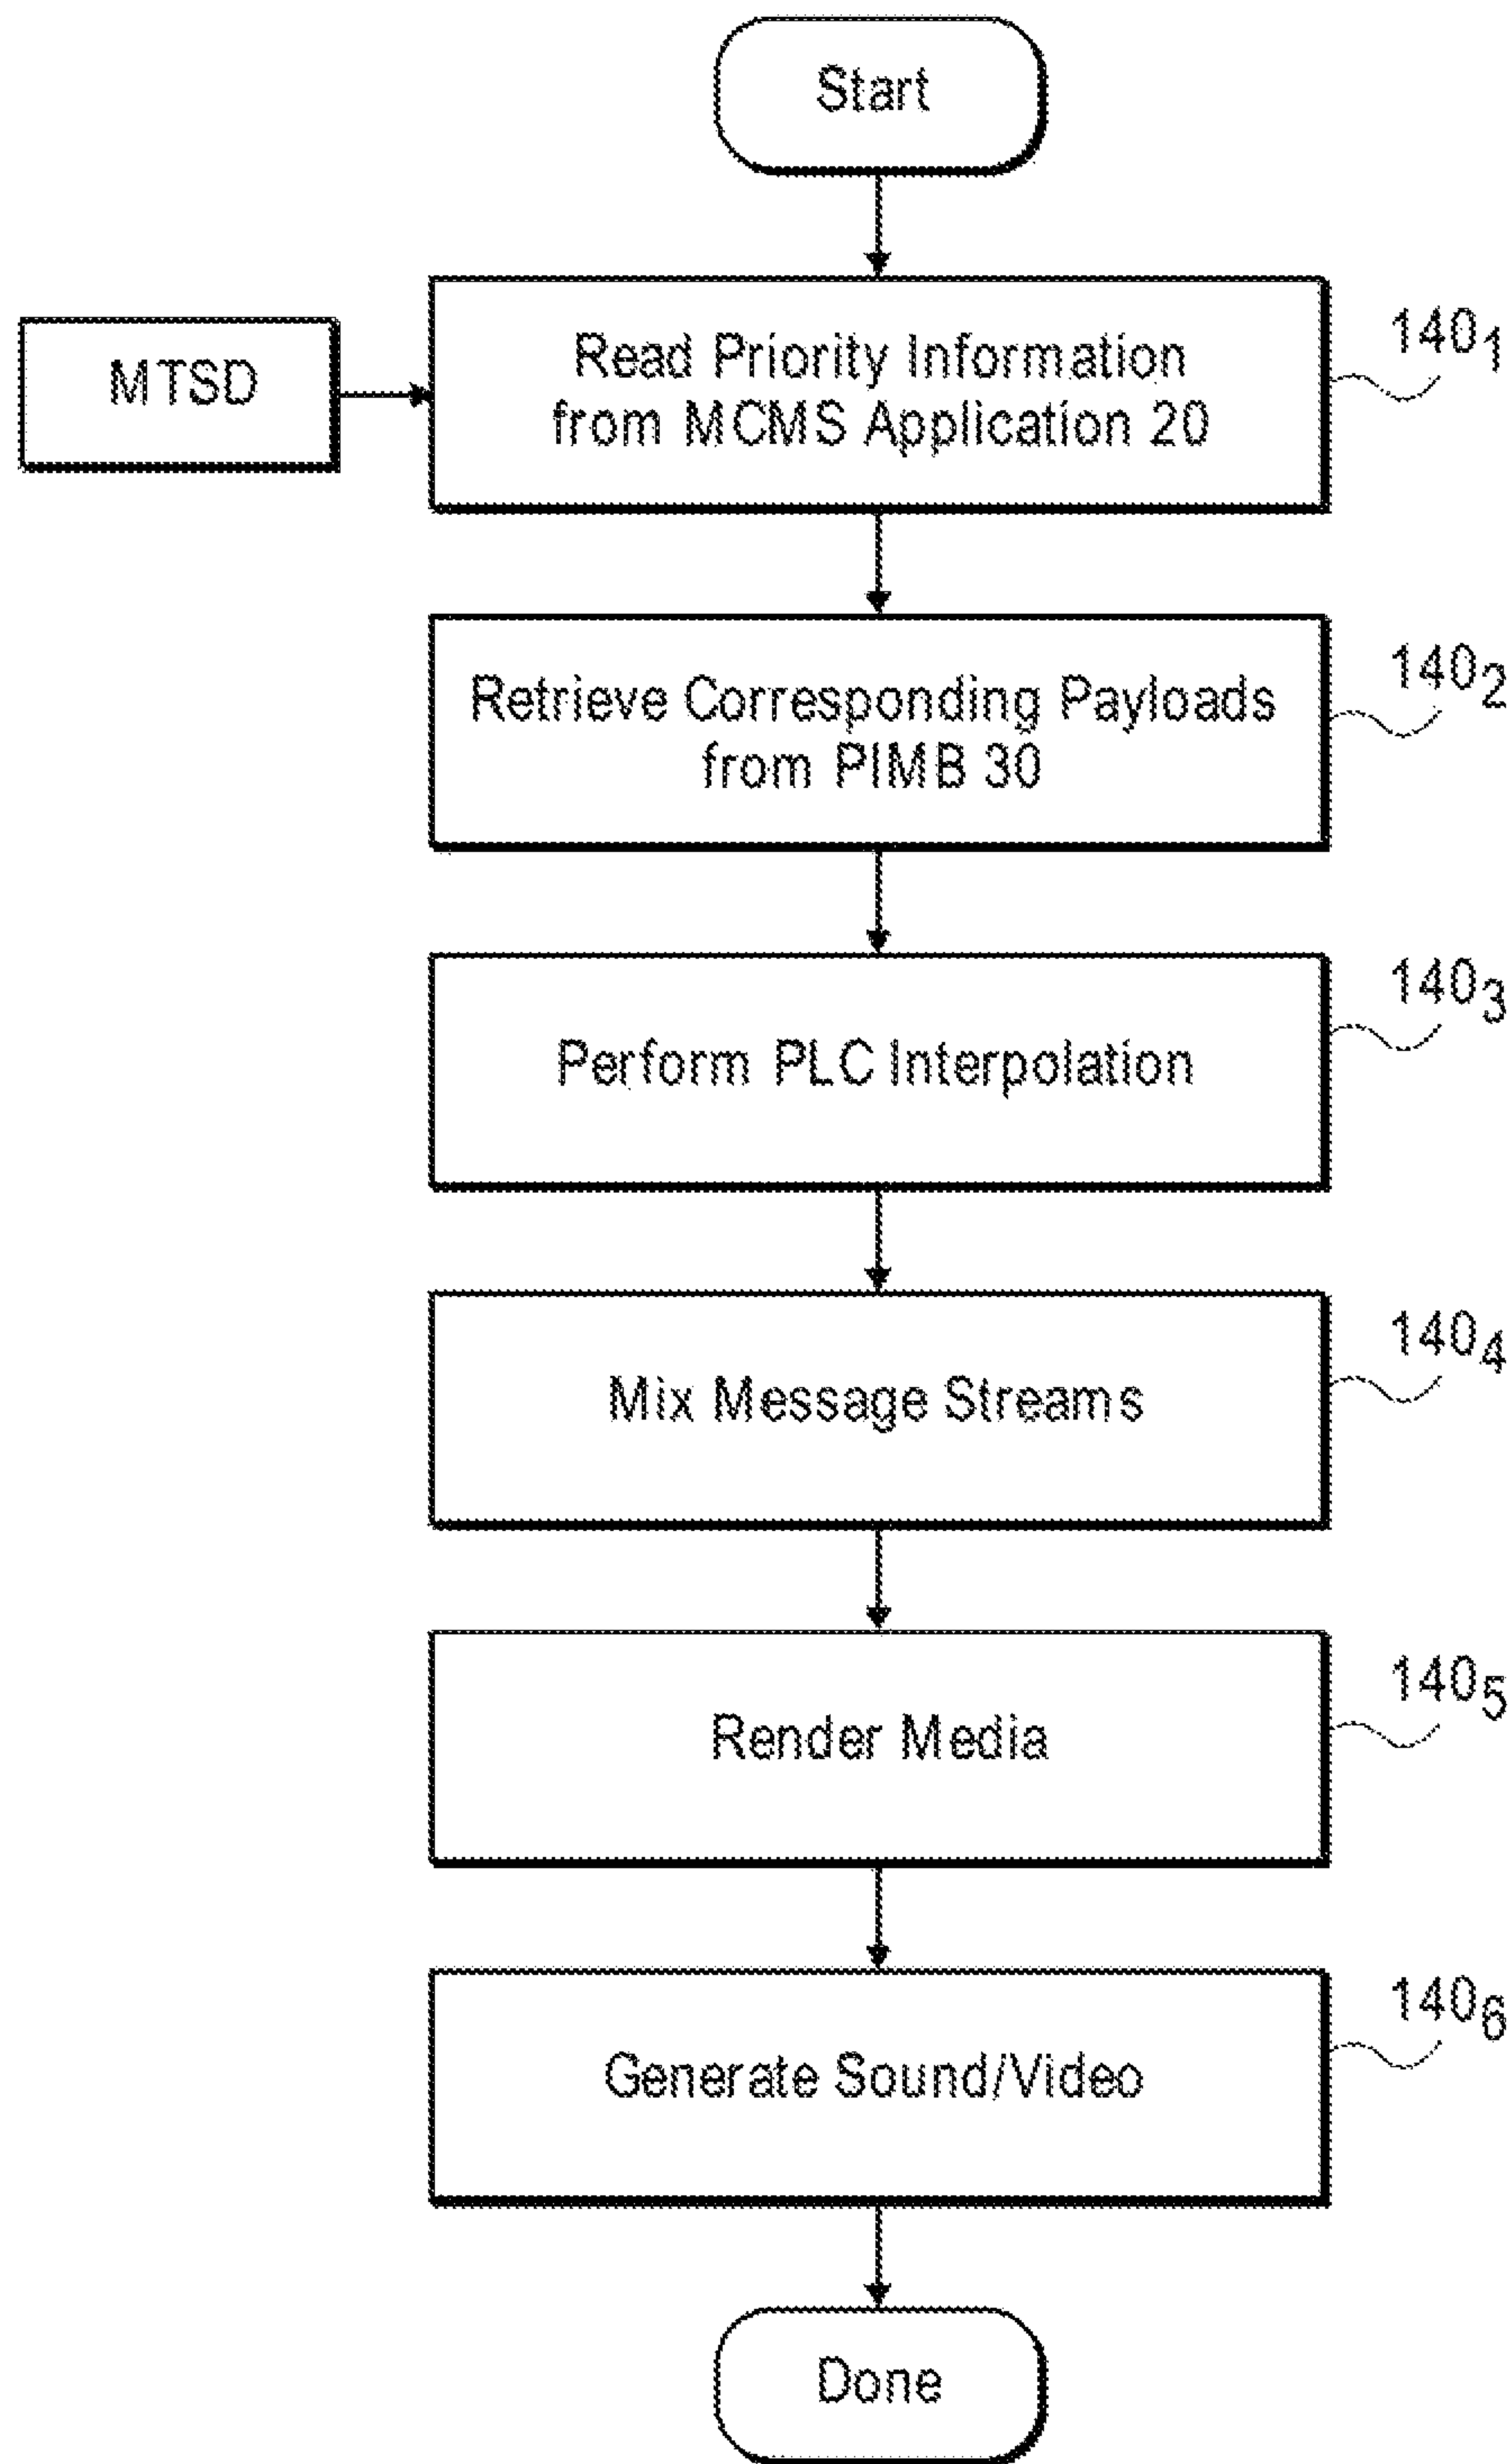 Start
MTSD
Read Priority Information
from MCMS Application 20
140₁
Retrieve Corresponding Payloads
from PIMB 30
140₂
Perform PLC Interpolation
140₃
Mix Message Streams
140₄
Render Media
140₅
Generate Sound/Video
140₆
Done